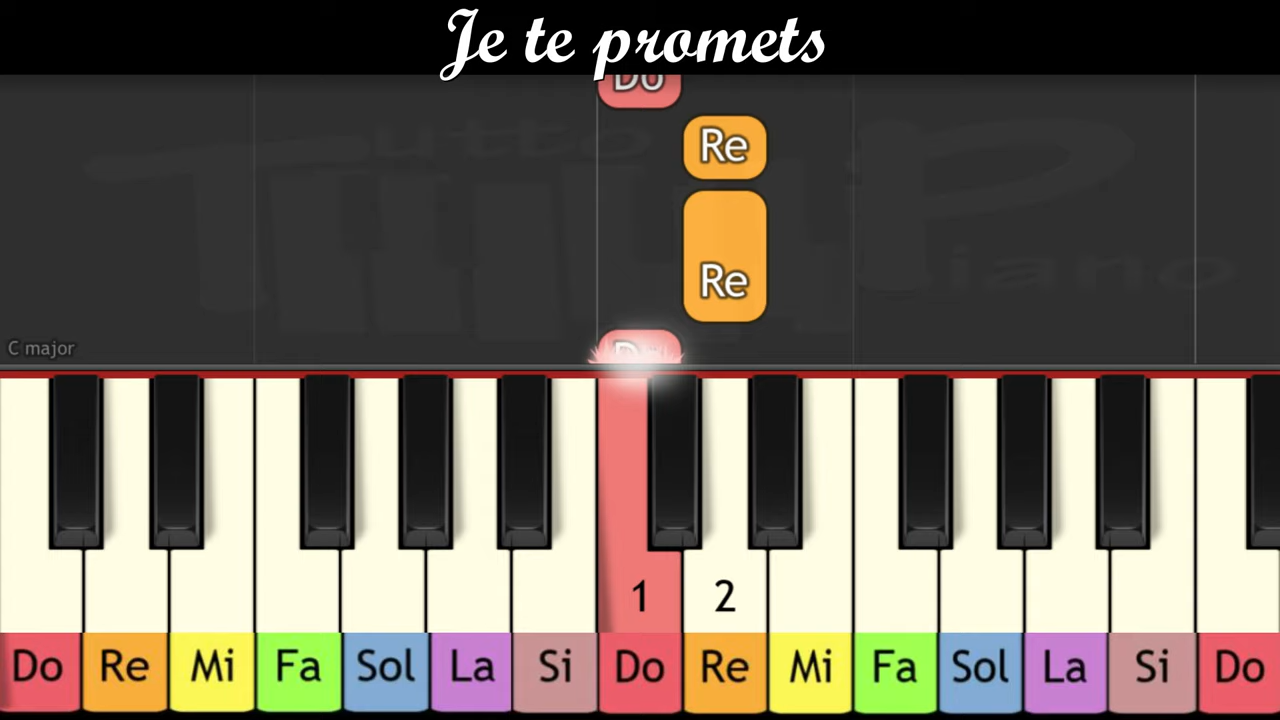 Je te promets
Do
Re
Re
Do
C major
1 2
Do Re Mi Fa Sol La Si Do Re Mi Fa Sol La Si Do